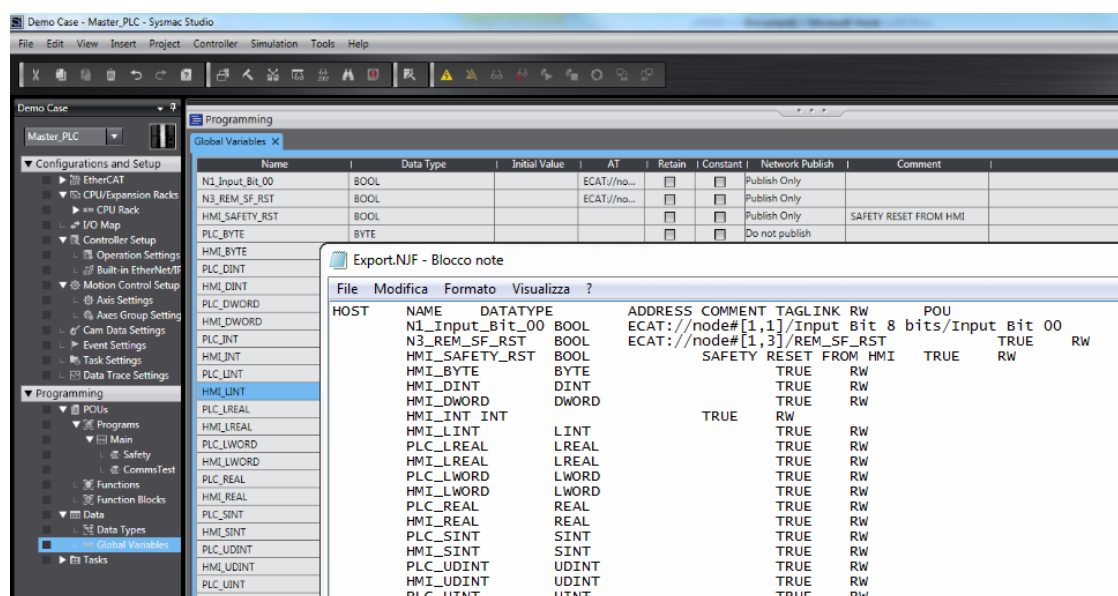 Demo Case - Master_PLC - Sysmac Studio
File Edit View Insert Project Controller Simulation Tools Help
Demo Case
Master_PLC
Configurations and Setup
EtherCAT
CPU/Expansion Racks
CPU Rack
I/O Map
Controller Setup
Operation Settings
Built-in EtherNet/IP
Motion Control Setup
Axis Settings
Axes Group Setting
Cam Data Settings
Event Settings
Task Settings
Data Trace Settings
Programming
POUs
Programs
Main
Safety
CommsTest
Functions
Function Blocks
Data
Data Types
Global Variables
Tasks
Programming
Global Variables X
Name Data Type Initial Value AT Retain Constant Network Publish Comment
N1_Input_Bit_00 BOOL ECAT://no... Publish Only
N3_REM_SF_RST BOOL ECAT://no... Publish Only
HMI_SAFETY_RST BOOL Publish Only SAFETY RESET FROM HMI
PLC_BYTE BYTE Do not publish
HMI_BYTE
PLC_DINT
HMI_DINT
PLC_DWORD
HMI_DWORD
PLC_INT
HMI_INT
PLC_LINT
HMI_LINT
PLC_LREAL
HMI_LREAL
PLC_LWORD
HMI_LWORD
PLC_REAL
HMI_REAL
PLC_SINT
HMI_SINT
PLC_UDINT
HMI_UDINT
PLC_UINT
Export.NJF - Blocco note
File Modifica Formato Visualizza ?
HOST NAME DATATYPE ADDRESS COMMENT TAGLINK RW POU
N1_Input_Bit_00 BOOL ECAT://node#[1,1]/Input Bit 8 bits/Input Bit 00
N3_REM_SF_RST BOOL ECAT://node#[1,3]/REM_SF_RST TRUE RW
HMI_SAFETY_RST BOOL SAFETY RESET FROM HMI TRUE RW
HMI_BYTE BYTE TRUE RW
HMI_DINT DINT TRUE RW
HMI_DWORD DWORD TRUE RW
HMI_INT INT TRUE RW
HMI_LINT LINT TRUE RW
PLC_LREAL LREAL TRUE RW
HMI_LREAL LREAL TRUE RW
PLC_LWORD LWORD TRUE RW
HMI_LWORD LWORD TRUE RW
PLC_REAL REAL TRUE RW
HMI_REAL REAL TRUE RW
PLC_SINT SINT TRUE RW
HMI_SINT SINT TRUE RW
PLC_UDINT UDINT TRUE RW
HMI_UDINT UDINT TRUE RW
PLC_UINT UINT TRUE RW